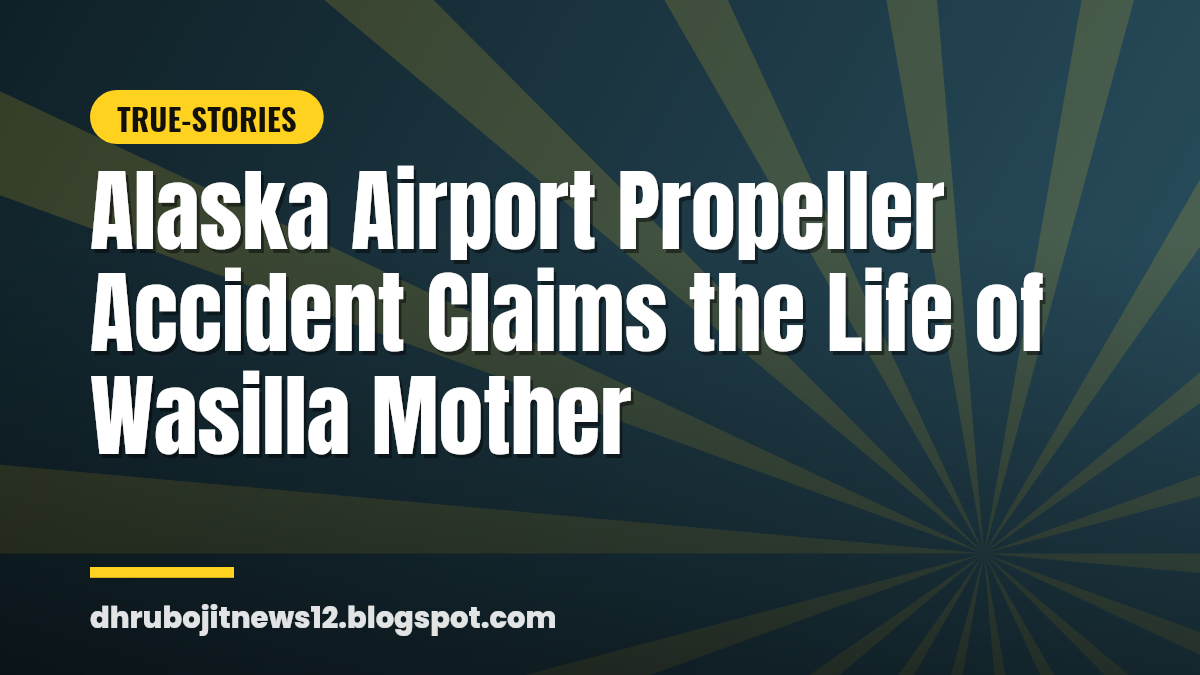 TRUE-STORIES
Alaska Airport Propeller
Accident Claims the Life of
Wasilla Mother
dhrubojitnews12.blogspot.com